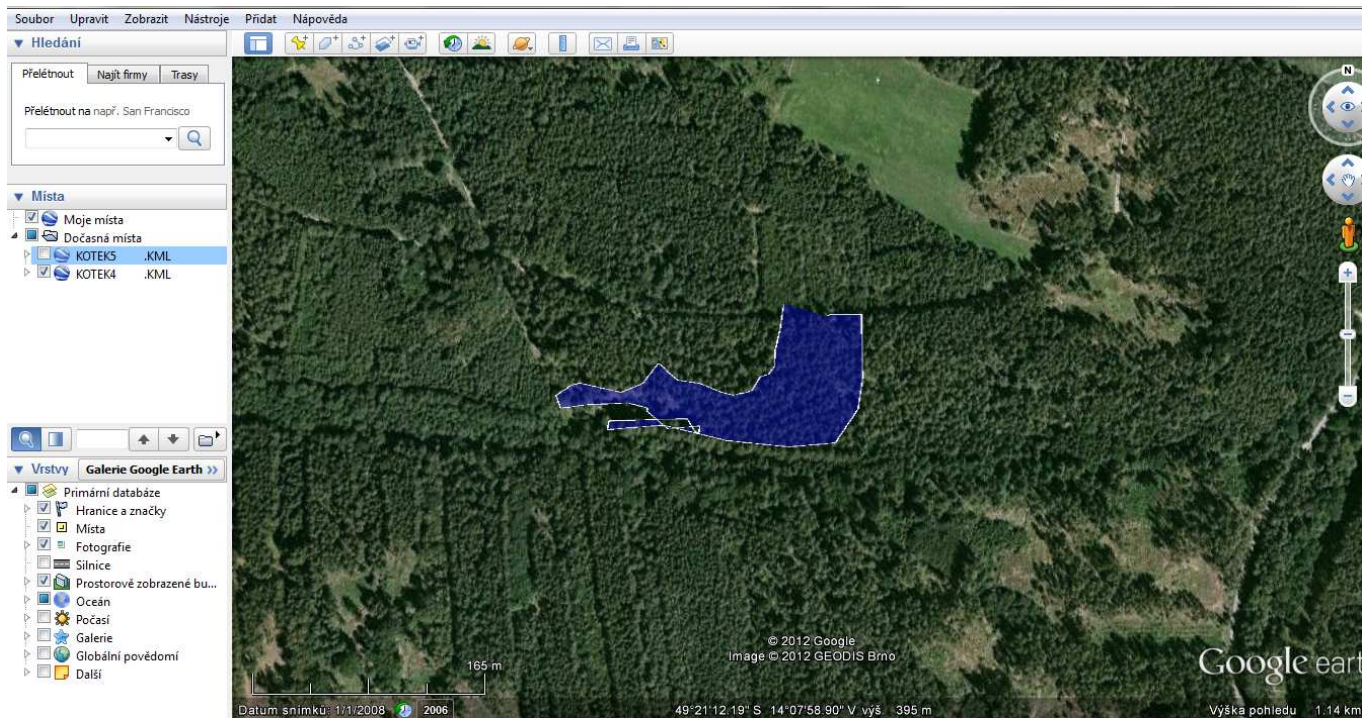 Soubor Upravit Zobrazit Nástroje Přidat Nápověda
Hledání
Přelétnout Najít firmy Trasy
Přelétnout na např. San Francisco
Místa
Moje místa
Dočasná místa
KOTEK5 .KML
KOTEK4 .KML
Vrstvy Galerie Google Earth >>
Primární databáze
Hranice a značky
Místa
Fotografie
Silnice
Prostorově zobrazené bu...
Oceán
Počasí
Galerie
Globální povědomí
Další
N
165 m
© 2012 Google
Image © 2012 GEODIS Brno
Google eart
Datum snímků: 1/1/2008 2006
49°21'12.19" S 14°07'58.90" V výš. 395 m
Výška pohledu 1.14 km